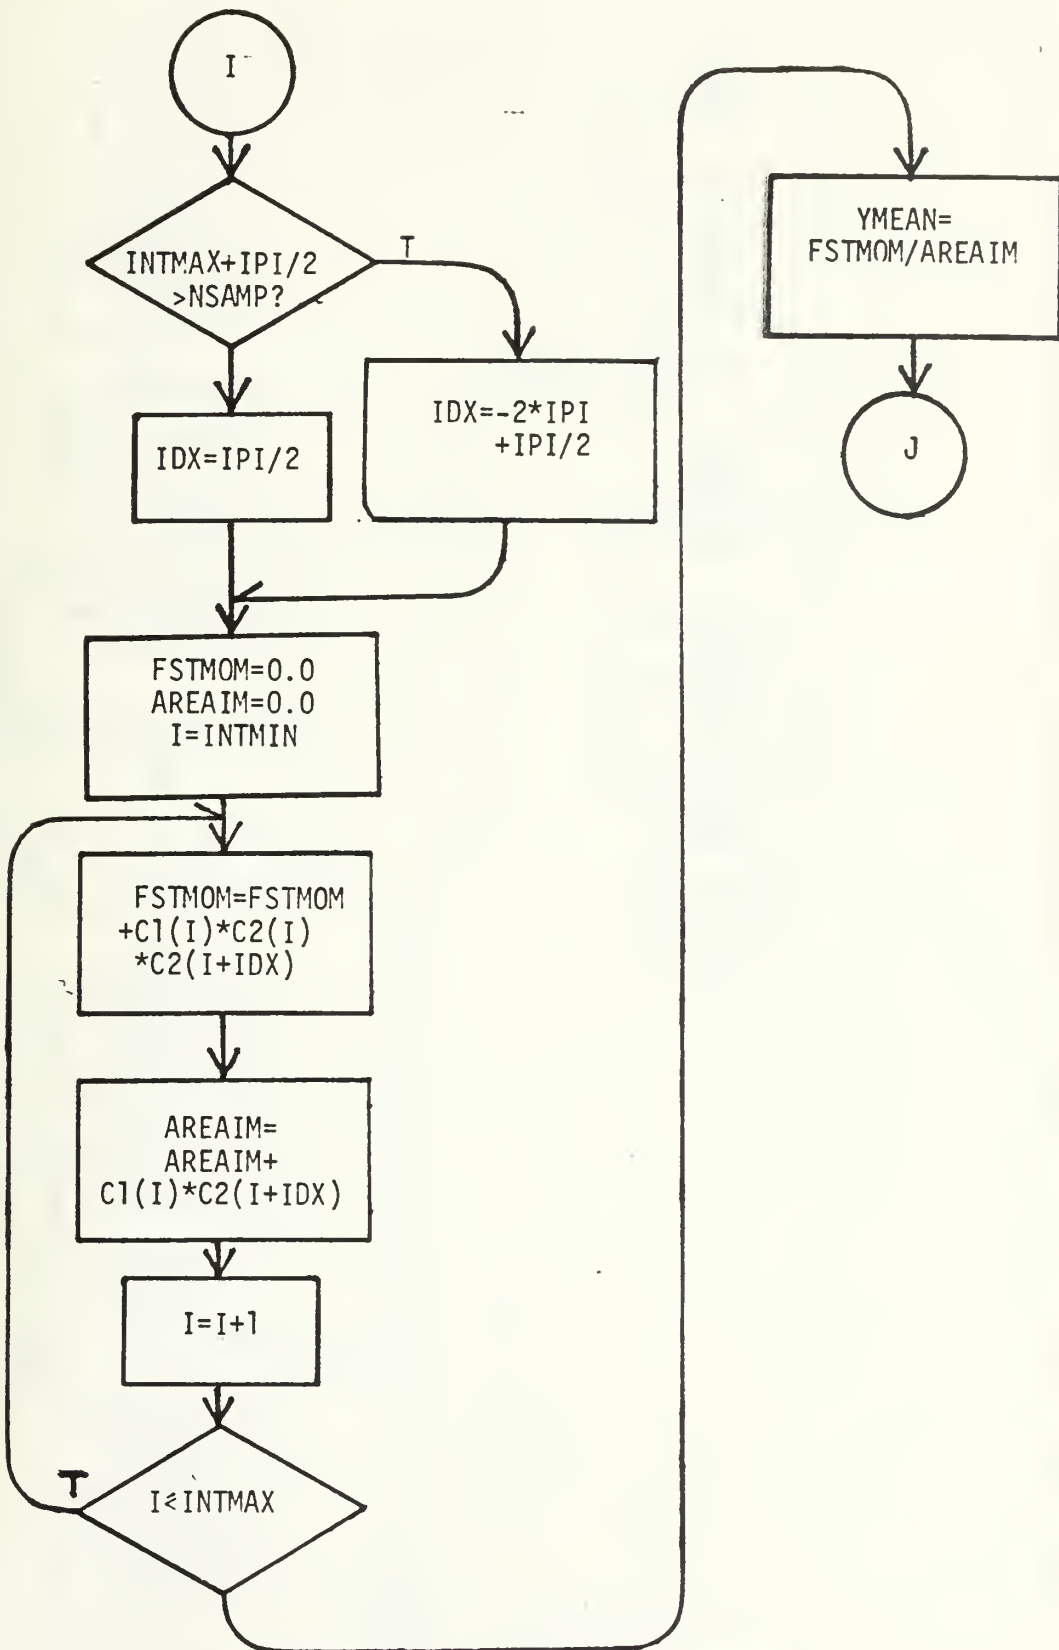 I
INTMAX+IPI/2
>NSAMP?
T
IDX=IPI/2
IDX=-2*IPI
+IPI/2
FSTMOM=0.0
AREAIM=0.0
I=INTMIN
FSTMOM=FSTMOM
+C1(I)*C2(I)
*C2(I+IDX)
AREAIM=
AREAIM+
C1(I)*C2(I+IDX)
I=I+1
T
I≤INTMAX
YMEAN=
FSTMOM/AREAIM
J